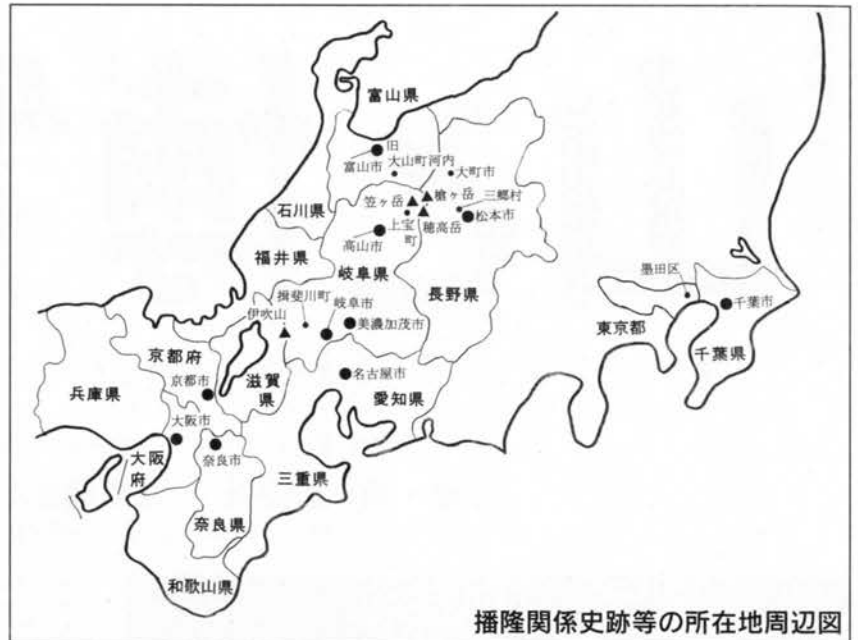 富山県
旧
富山市
大山町河内
大町市
笠ヶ岳
槍ヶ岳
三郷村
石川県
上宝町
穂高岳
松本市
高山市
福井県
岐阜県
長野県
墨田区
千葉市
揖斐川町
岐阜市
伊吹山
美濃加茂市
東京都
千葉県
京都府
京都市
滋賀県
名古屋市
愛知県
兵庫県
大阪市
大阪府
奈良市
三重県
奈良県
和歌山県
播隆関係史跡等の所在地周辺図